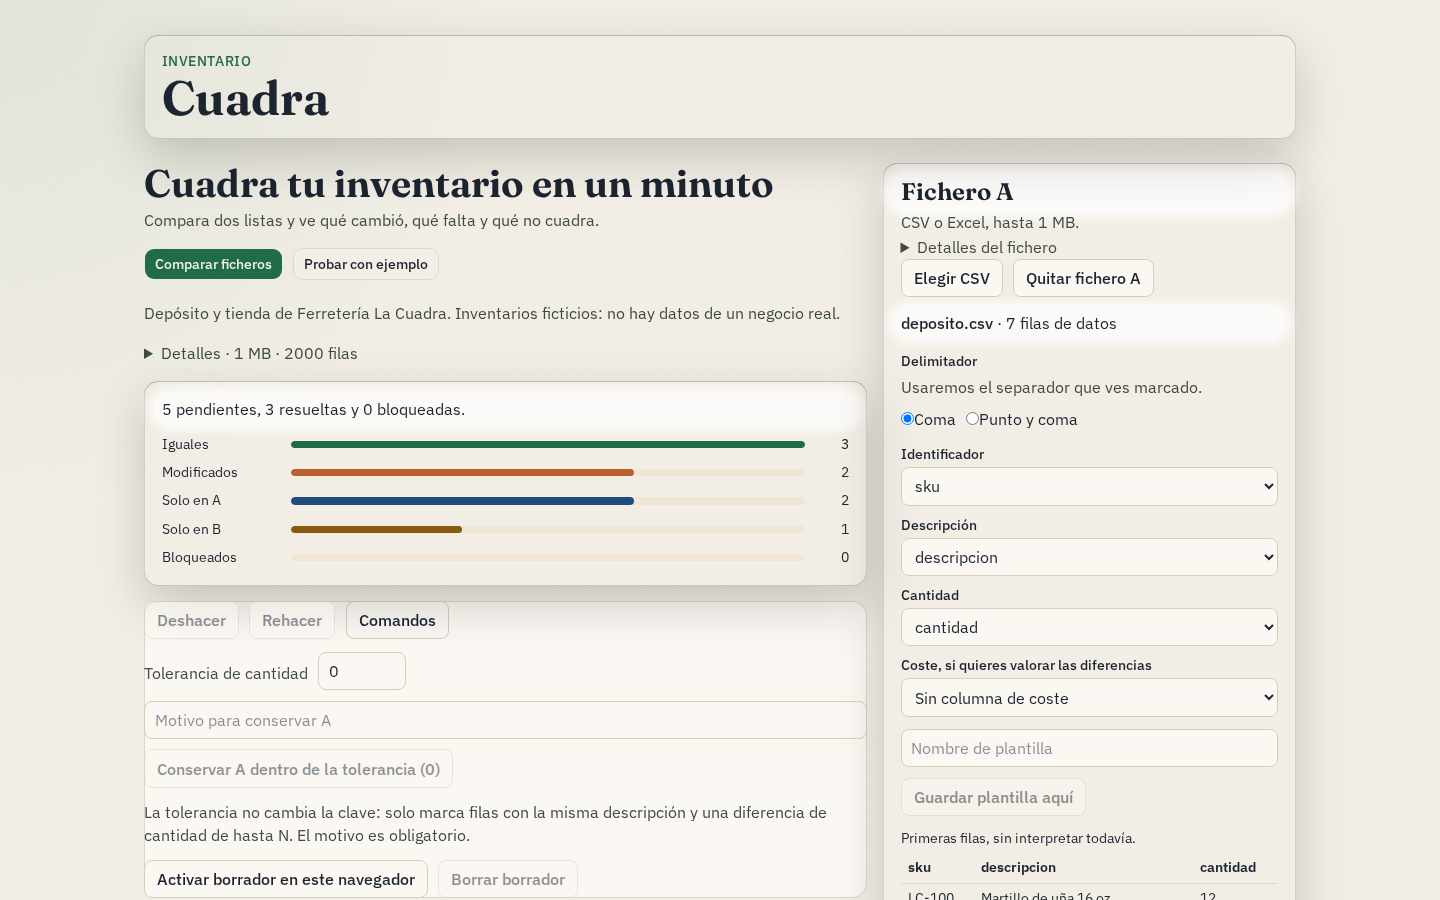 INVENTARIO
Cuadra
Cuadra tu inventario en un minuto
Compara dos listas y ve qué cambió, qué falta y qué no cuadra.
Comparar ficheros
Probar con ejemplo
Depósito y tienda de Ferretería La Cuadra. Inventarios ficticios: no hay datos de un negocio real.
Detalles · 1 MB · 2000 filas
5 pendientes, 3 resueltas y 0 bloqueadas.
Iguales 3
Modificados 2
Solo en A 2
Solo en B 1
Bloqueados 0
Deshacer
Rehacer
Comandos
Tolerancia de cantidad 0
Motivo para conservar A
Conservar A dentro de la tolerancia (0)
La tolerancia no cambia la clave: solo marca filas con la misma descripción y una diferencia de
cantidad de hasta N. El motivo es obligatorio.
Activar borrador en este navegador
Borrar borrador
Fichero A
CSV o Excel, hasta 1 MB.
Detalles del fichero
Elegir CSV
Quitar fichero A
deposito.csv · 7 filas de datos
Delimitador
Usaremos el separador que ves marcado.
Coma
Punto y coma
Identificador
sku
Descripción
descripcion
Cantidad
cantidad
Coste, si quieres valorar las diferencias
Sin columna de coste
Nombre de plantilla
Guardar plantilla aquí
Primeras filas, sin interpretar todavía.
sku descripcion cantidad
LC-100 Martillo de uña 16 oz 12